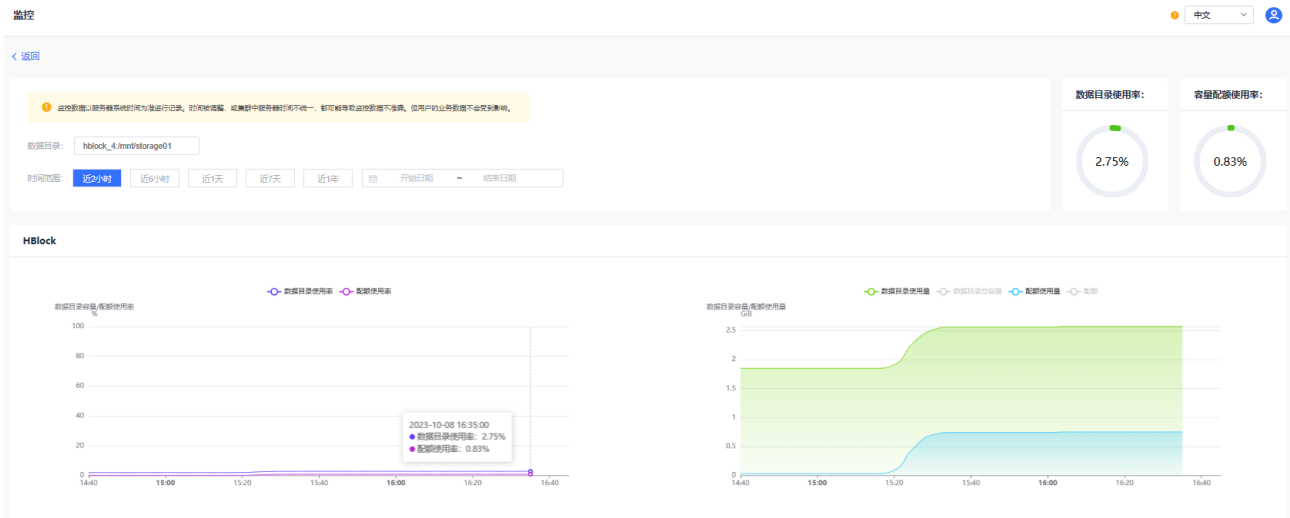 监控
中文
返回
监控数据以服务器系统时间为准进行记录。时间被调整，或集群中服务器时间不统一，都可能导致监控数据不准确。但用户的业务数据不会受到影响。
数据目录:
hblock_4:/mnt/storage01
时间范围:
近2小时
近6小时
近1天
近7天
近1年
开始日期 ~ 结束日期
数据目录使用率:
2.75%
容量配额使用率:
0.83%
HBlock
数据目录使用率 配额使用率
数据目录容量/配额使用率
%
100
80
60
40
20
0
14:40 15:00 15:20 15:40 16:00 16:20 16:40
2023-10-08 16:35:00
数据目录使用率: 2.75%
配额使用率: 0.83%
数据目录使用量 数据目录总容量 配额使用量 配额
数据目录容量/配额使用量
GiB
2.5
2
1.5
1
0.5
0
14:40 15:00 15:20 15:40 16:00 16:20 16:40